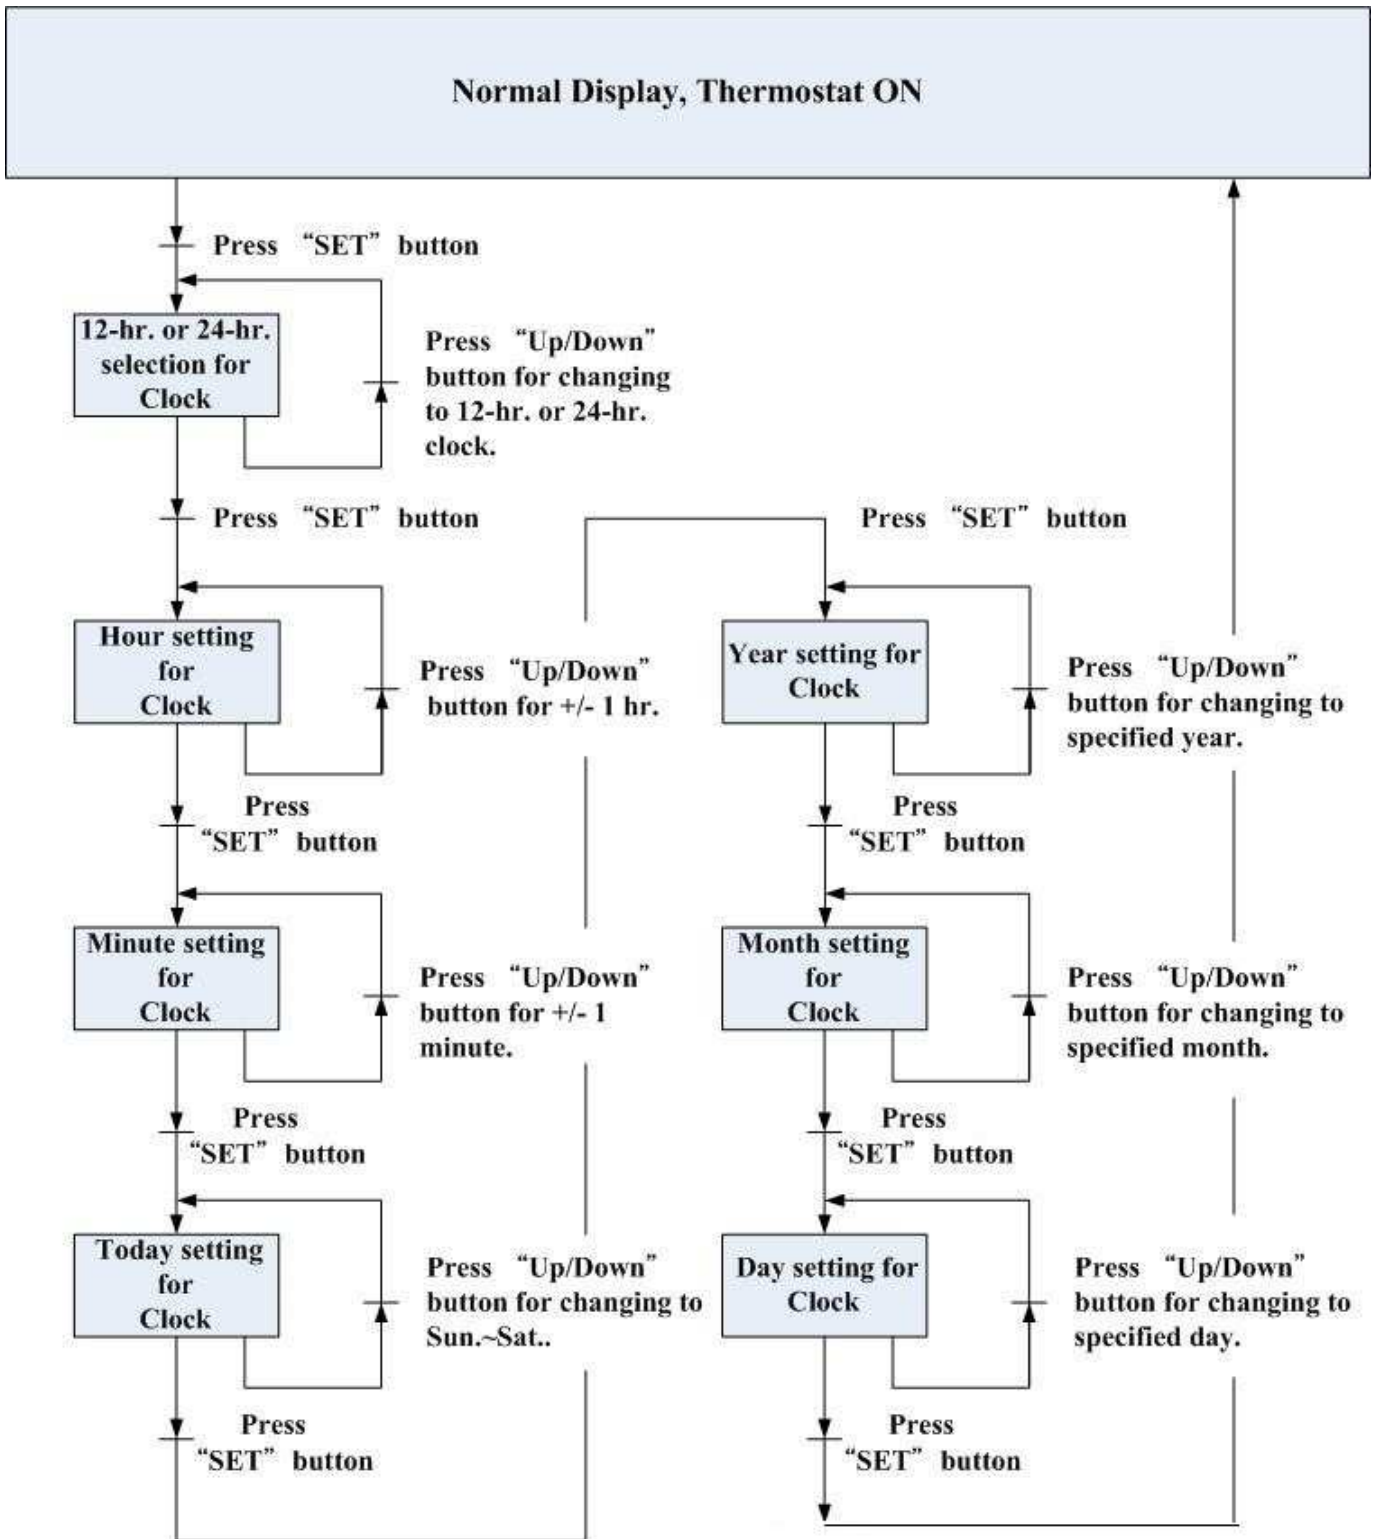 Normal Display, Thermostat ON
Press “SET” button
12-hr. or 24-hr.
selection for
Clock
Press “Up/Down”
button for changing
to 12-hr. or 24-hr.
clock.
Press “SET” button
Hour setting
for
Clock
Press “Up/Down”
button for +/- 1 hr.
Press
“SET” button
Minute setting
for
Clock
Press “Up/Down”
button for +/- 1
minute.
Press
“SET” button
Today setting
for
Clock
Press “Up/Down”
button for changing to
Sun.~Sat..
Press
“SET” button
Press “SET” button
Year setting for
Clock
Press “Up/Down”
button for changing to
specified year.
Press
“SET” button
Month setting
for
Clock
Press “Up/Down”
button for changing to
specified month.
Press
“SET” button
Day setting for
Clock
Press “Up/Down”
button for changing to
specified day.
Press
“SET” button